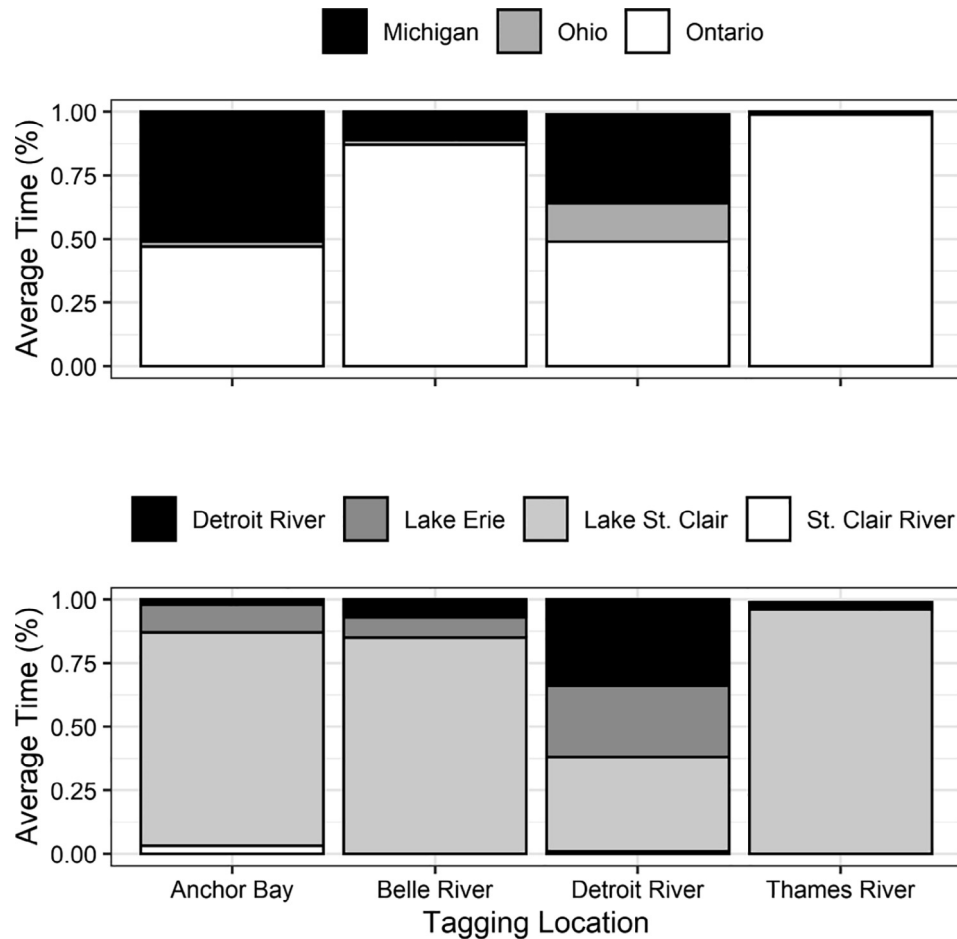 Michigan Ohio Ontario
Average Time (%)
1.00
0.75
0.50
0.25
0.00
Detroit River Lake Erie Lake St. Clair St. Clair River
Average Time (%)
1.00
0.75
0.50
0.25
0.00
Anchor Bay Belle River Detroit River Thames River
Tagging Location